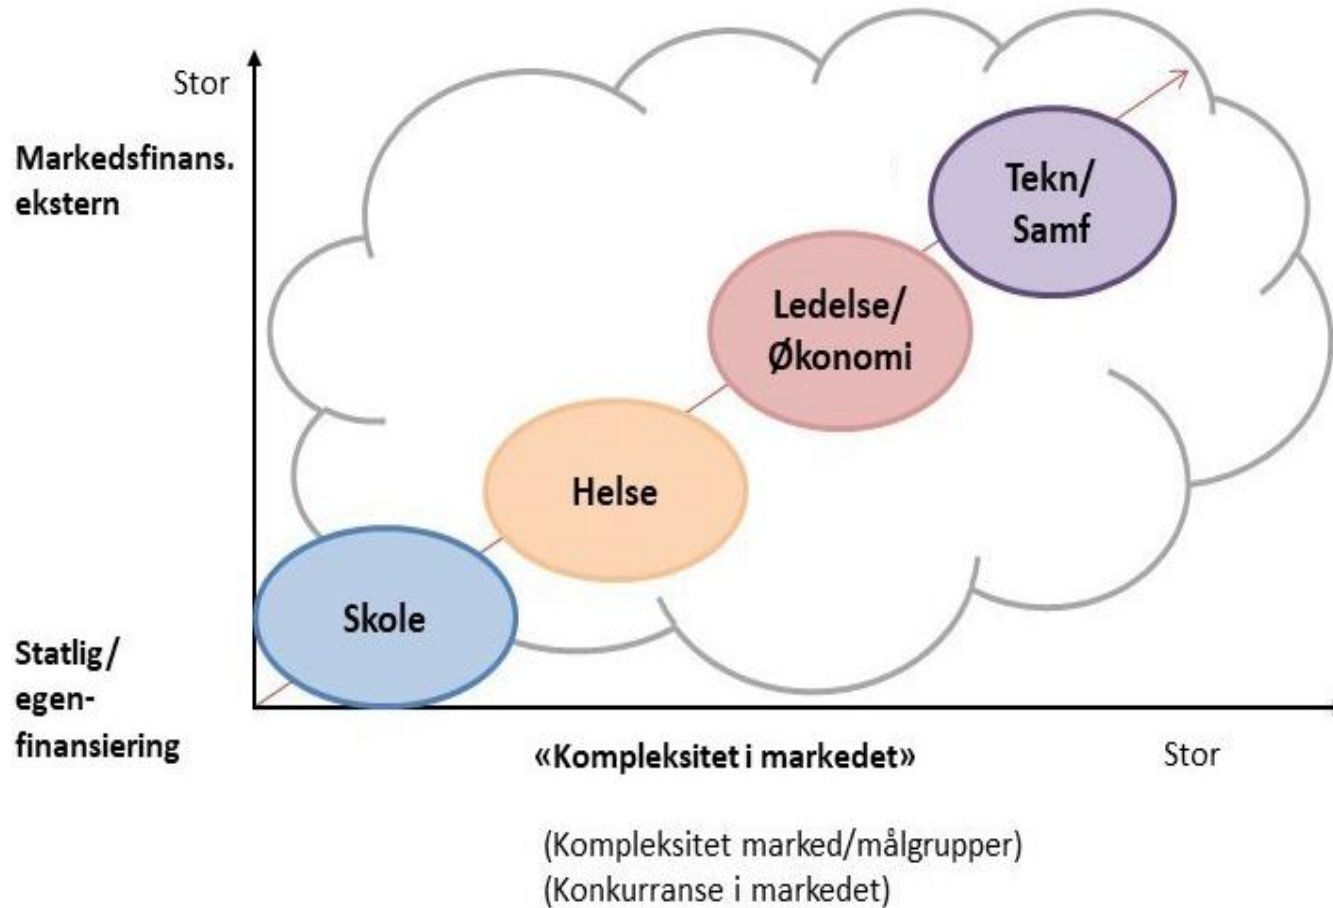 Stor
Markedsfinans.
ekstern
Tekn/
Samf
Ledelse/
Økonomi
Helse
Skole
Statlig/
egen-
finansiering
«Kompleksitet i markedet»
Stor
(Kompleksitet marked/målgrupper)
(Konkurranse i markedet)